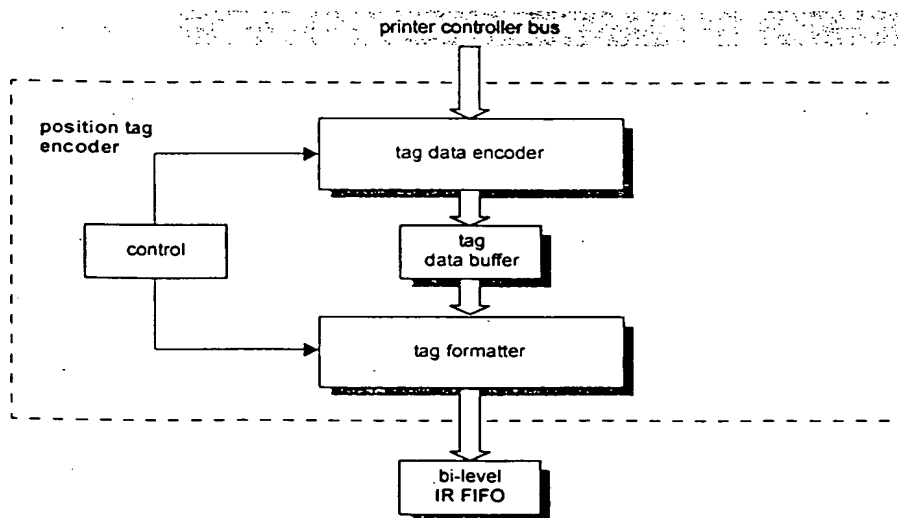 printer controller bus
position tag
encoder
tag data encoder
control
tag
data buffer
tag formatter
bi-level
IR FIFO